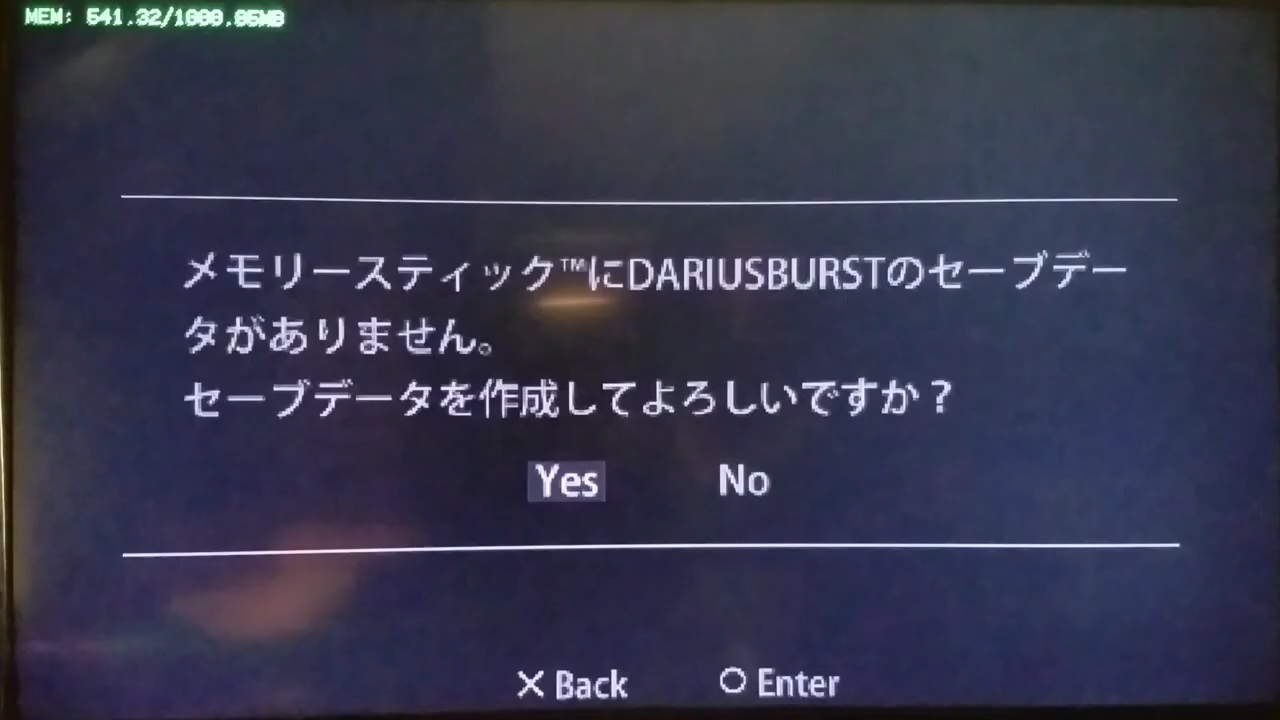 MEM: 541.32/1000.05MB
メモリースティック™にDARIUSBURSTのセーブデー
タがありません。
セーブデータを作成してよろしいですか？
Yes No
× Back ○ Enter